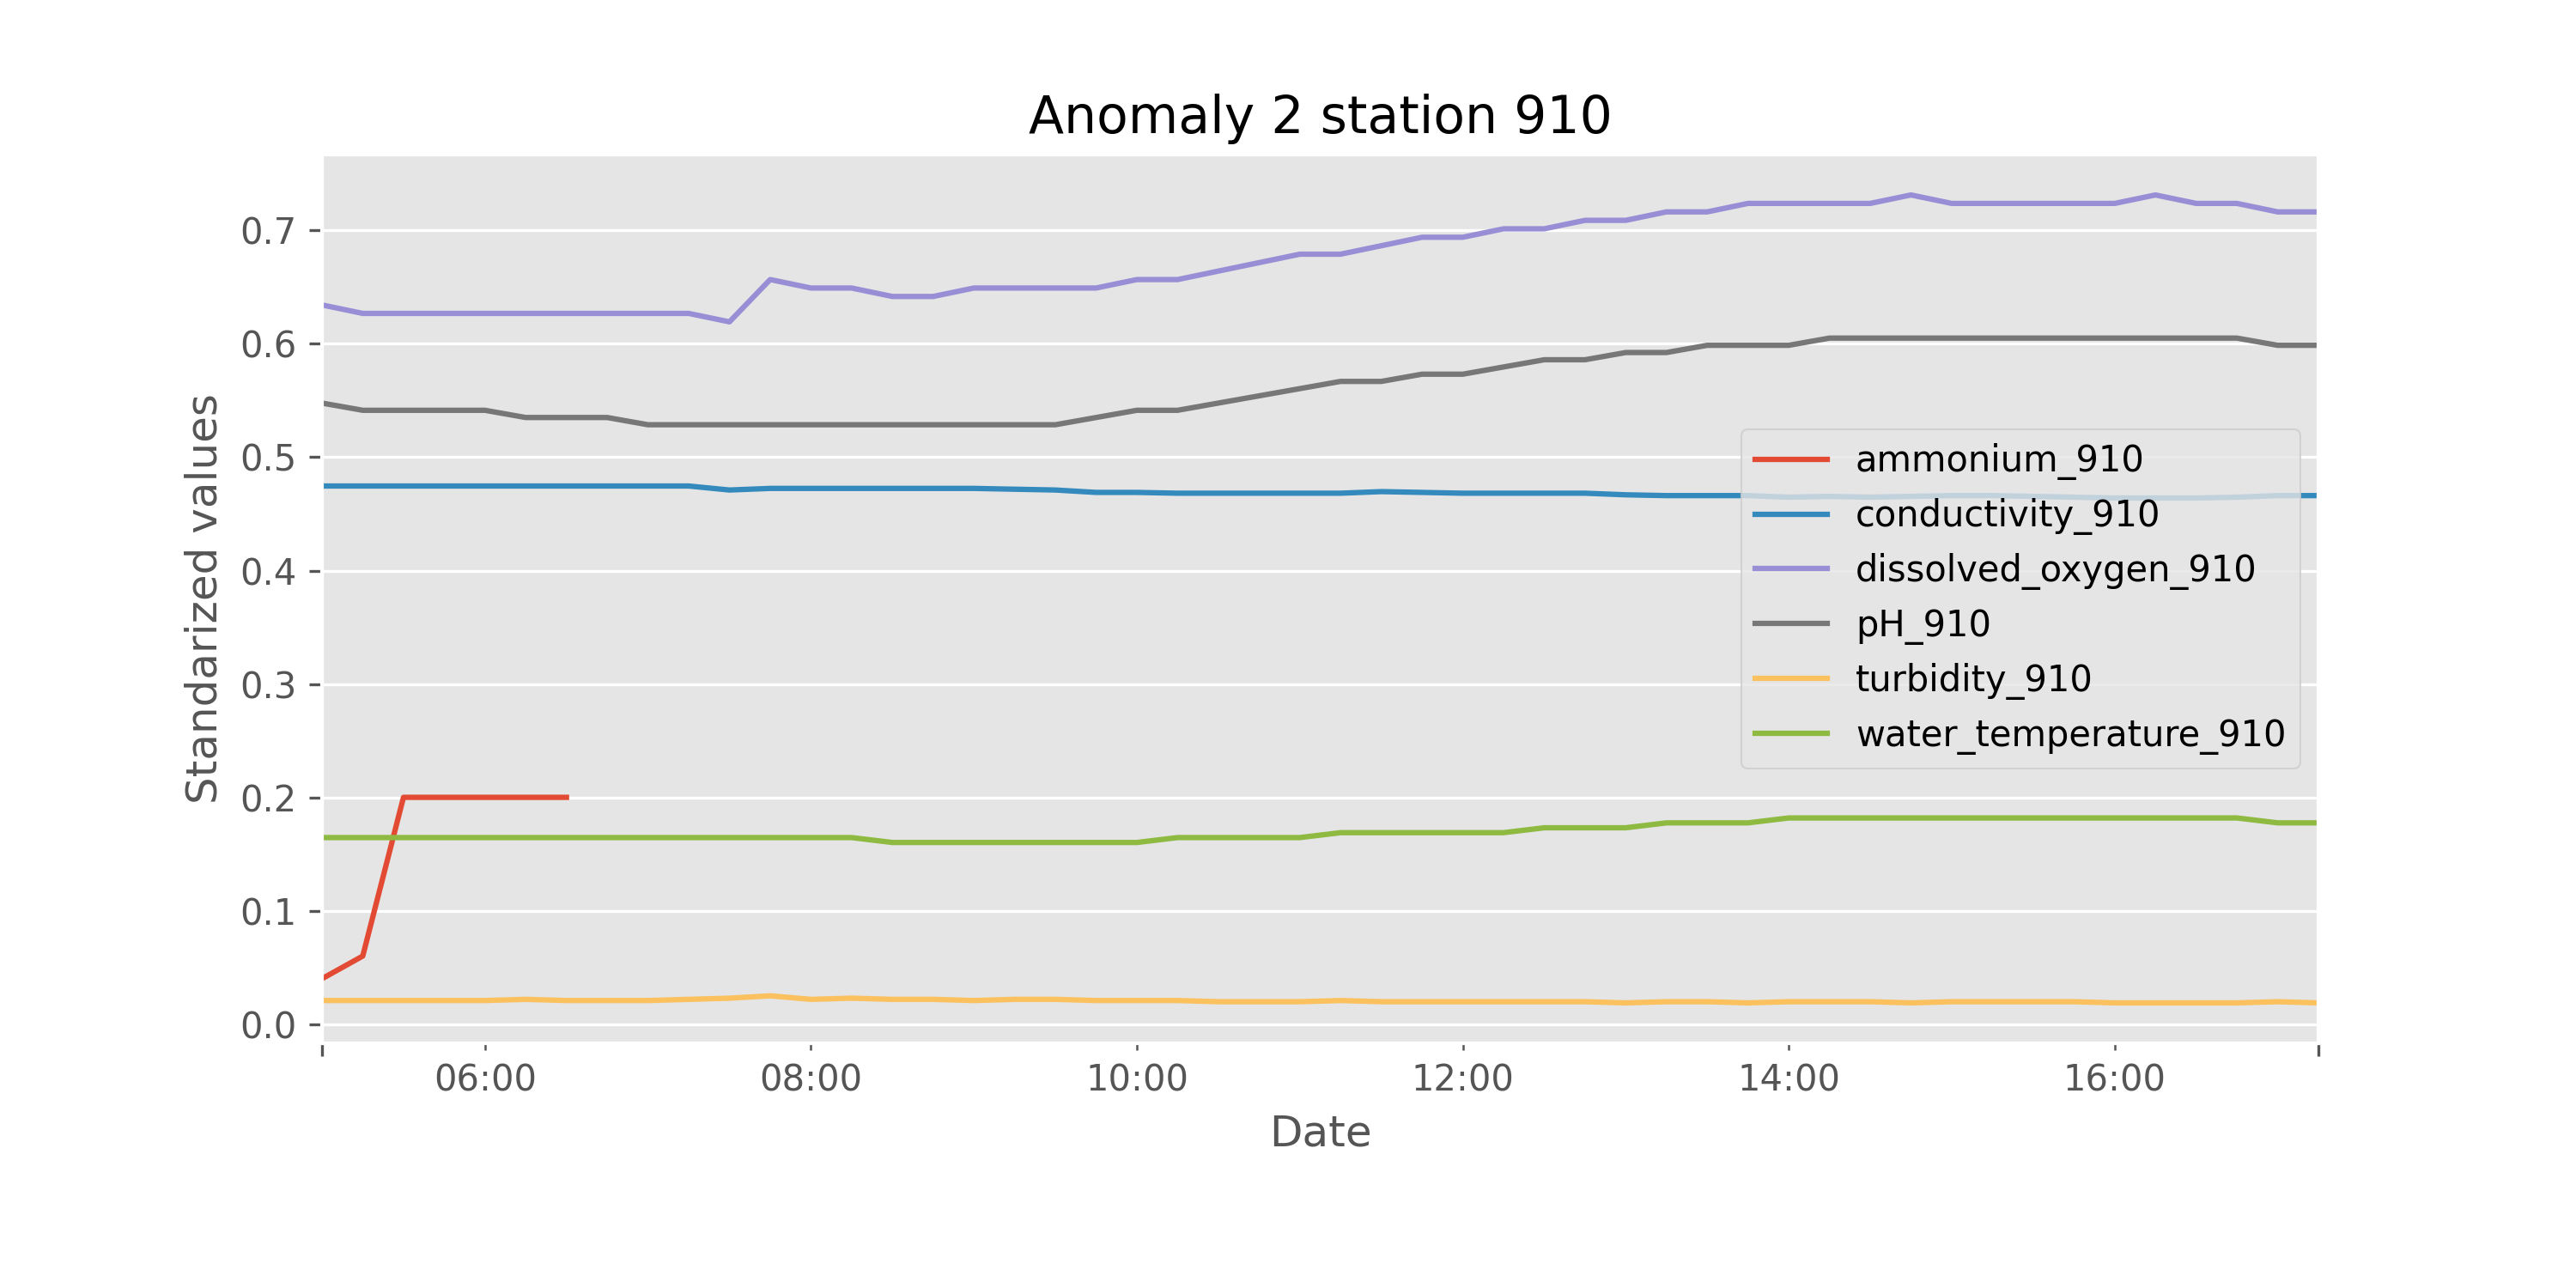 Anomaly 2 station 910
Standarized values
0.7
0.6
0.5
0.4
0.3
0.2
0.1
0.0
ammonium_910
conductivity_910
dissolved_oxygen_910
pH_910
turbidity_910
water_temperature_910
06:00 08:00 10:00 12:00 14:00 16:00
Date